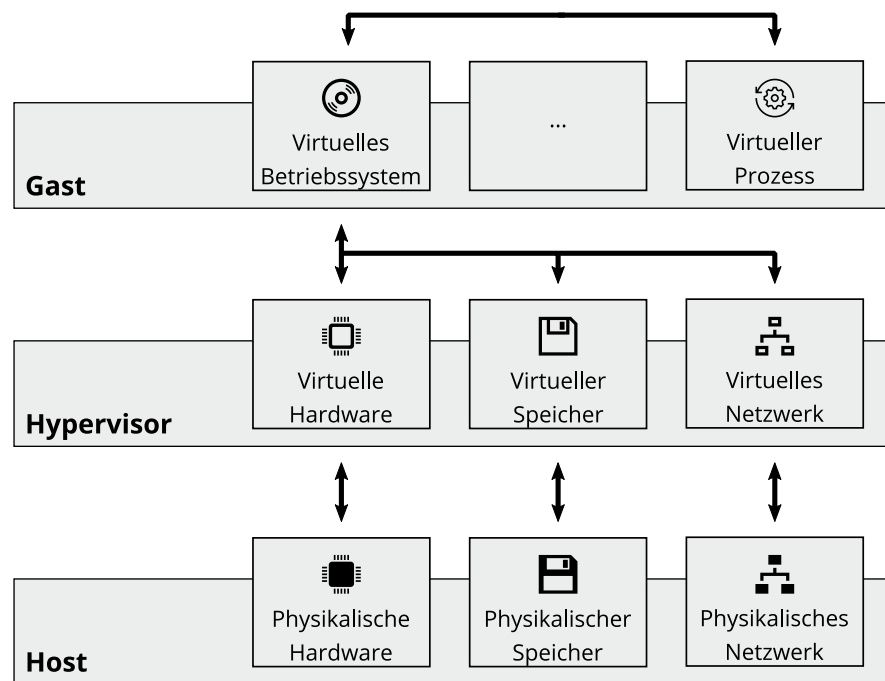 Virtuelles
Betriebssystem
...
Virtueller
Prozess
Gast
Virtuelle
Hardware
Virtueller
Speicher
Virtuelles
Netzwerk
Hypervisor
Physikalische
Hardware
Physikalischer
Speicher
Physikalisches
Netzwerk
Host